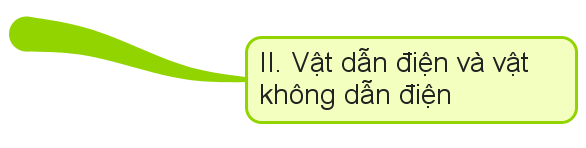 II. Vật dẫn điện và vật
không dẫn điện